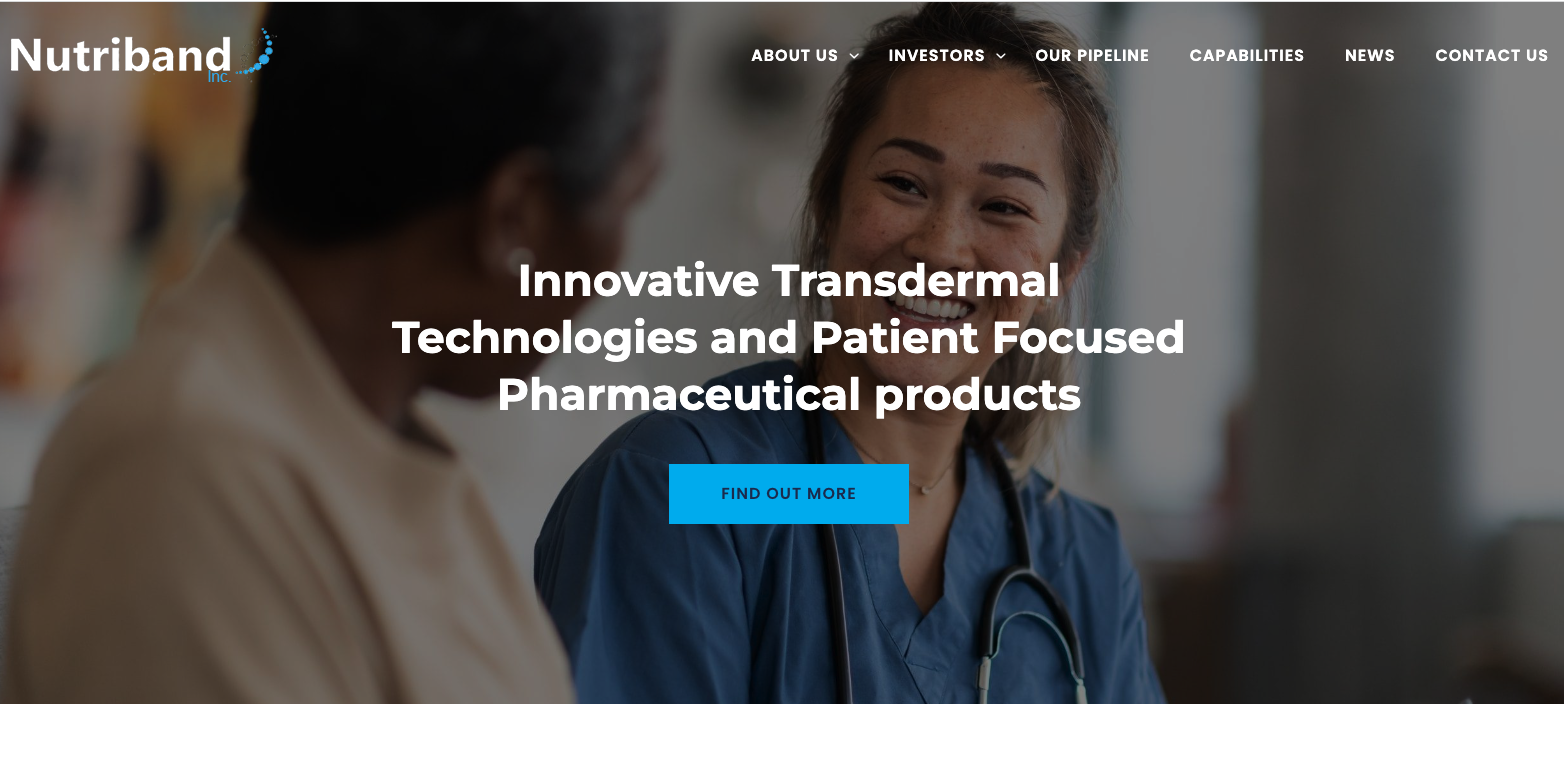 Nutriband
Inc.
ABOUT US
INVESTORS
OUR PIPELINE
CAPABILITIES
NEWS
CONTACT US
Innovative Transdermal
Technologies and Patient Focused
Pharmaceutical products
FIND OUT MORE